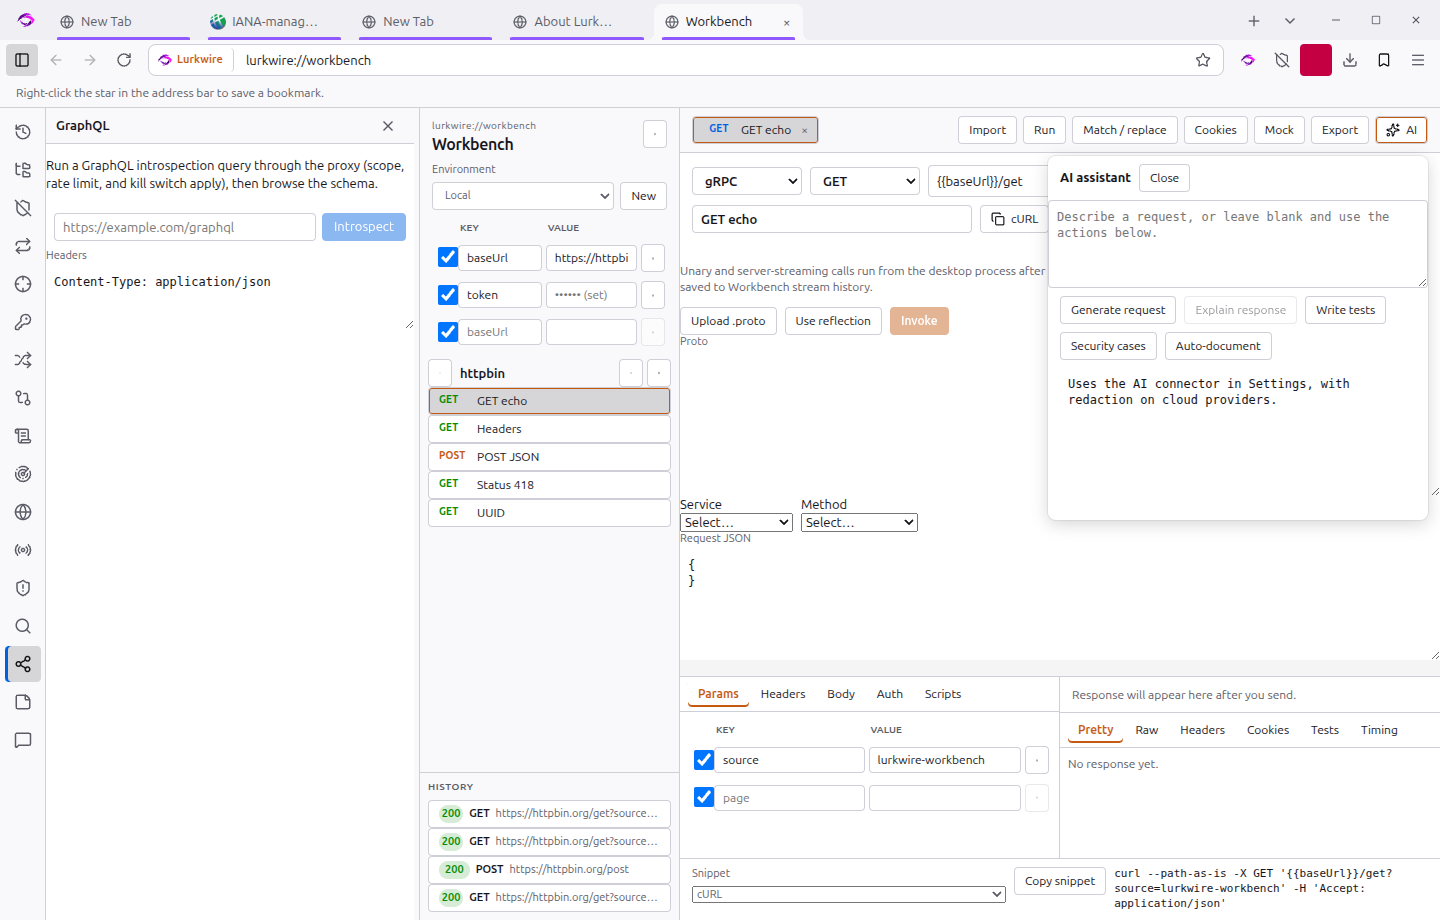 New Tab
IANA-manag...
New Tab
About Lurk...
Workbench
Lurkwire
lurkwire://workbench
Right-click the star in the address bar to save a bookmark.
GraphQL
Run a GraphQL introspection query through the proxy (scope,
rate limit, and kill switch apply), then browse the schema.
https://example.com/graphql
Introspect
Headers
Content-Type: application/json
lurkwire://workbench
Workbench
Environment
Local
New
KEY
VALUE
baseUrl
https://httpbi
token
•••••• (set)
baseUrl
httpbin
GET GET echo
GET Headers
POST POST JSON
GET Status 418
GET UUID
HISTORY
200 GET https://httpbin.org/get?source...
200 GET https://httpbin.org/get?source...
200 POST https://httpbin.org/post
200 GET https://httpbin.org/get?source...
GET GET echo ×
Import
Run
Match / replace
Cookies
Mock
Export
AI
gRPC
GET
{{baseUrl}}/get
GET echo
cURL
Unary and server-streaming calls run from the desktop process after
saved to Workbench stream history.
Upload .proto
Use reflection
Invoke
Proto
Service
Method
Select...
Select...
Request JSON
{
}
AI assistant
Close
Describe a request, or leave blank and use the
actions below.
Generate request
Explain response
Write tests
Security cases
Auto-document
Uses the AI connector in Settings, with
redaction on cloud providers.
Params
Headers
Body
Auth
Scripts
KEY
VALUE
source
lurkwire-workbench
page
Response will appear here after you send.
Pretty
Raw
Headers
Cookies
Tests
Timing
No response yet.
Snippet
cURL
Copy snippet
curl --path-as-is -X GET '{{baseUrl}}/get?
source=lurkwire-workbench' -H 'Accept:
application/json'